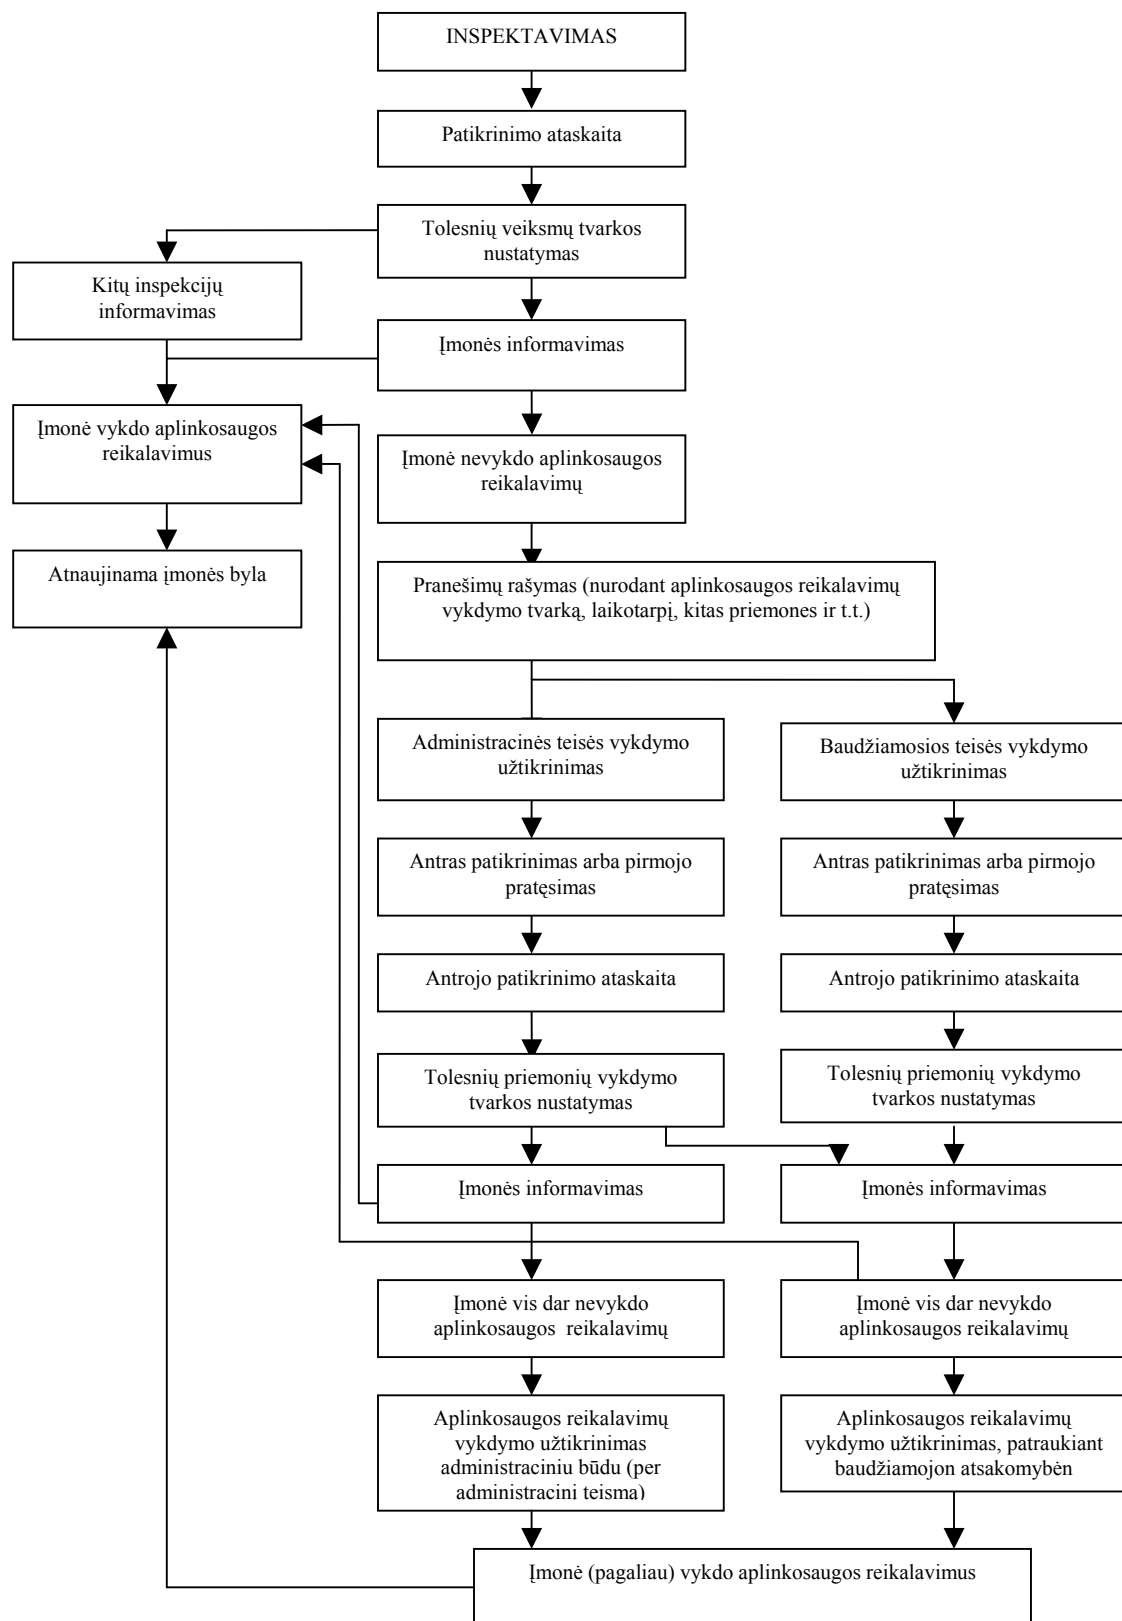 INSPEKTAVIMAS
Patikrinimo ataskaita
Tolesnių veiksmų tvarkos
nustatymas
Kitų inspekcijų
informavimas
Įmonės informavimas
Įmonė vykdo aplinkosaugos
reikalavimus
Įmonė nevykdo aplinkosaugos
reikalavimų
Atnaujinama įmonės byla
Pranešimų rašymas (nurodant aplinkosaugos reikalavimų
vykdymo tvarką, laikotarpį, kitas priemones ir t.t.)
Administracinės teisės vykdymo
užtikrinimas
Baudžiamosios teisės vykdymo
užtikrinimas
Antras patikrinimas arba pirmojo
pratęsimas
Antras patikrinimas arba pirmojo
pratęsimas
Antrojo patikrinimo ataskaita
Antrojo patikrinimo ataskaita
Tolesnių priemonių vykdymo
tvarkos nustatymas
Tolesnių priemonių vykdymo
tvarkos nustatymas
Įmonės informavimas
Įmonės informavimas
Įmonė vis dar nevykdo
aplinkosaugos  reikalavimų
Įmonė vis dar nevykdo
aplinkosaugos reikalavimų
Aplinkosaugos reikalavimų
vykdymo užtikrinimas
administraciniu būdu (per
administracini teisma)
Aplinkosaugos reikalavimų
vykdymo užtikrinimas, patraukiant
baudžiamojon atsakomybėn
Įmonė (pagaliau) vykdo aplinkosaugos reikalavimus